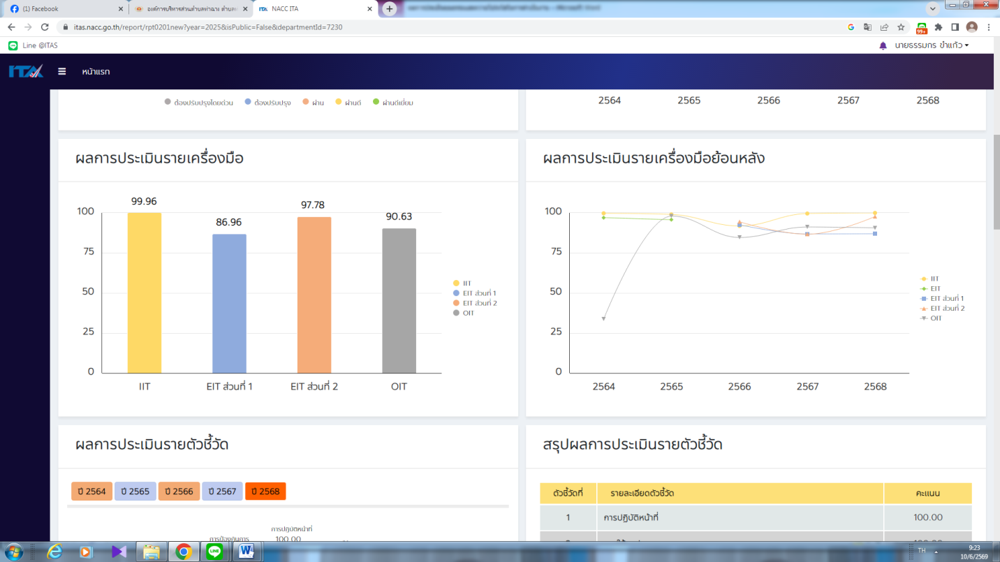 (1) Facebook
องค์การบริหารส่วนตำบลท่าฉาง ตำบล
NACC ITA
itas.nacc.go.th/report/rpt0201new?year=2025&isPublic=False&departmentId=7230
99+
Line @ITAS
นายธรรมกร ขำแก้ว
ITA
หน้าแรก
ต้องปรับปรุงโดยด่วน ต้องปรับปรุง ผ่าน ผ่านดี ผ่านดีเยี่ยม
2564 2565 2566 2567 2568
ผลการประเมินรายเครื่องมือ
99.96
86.96
97.78
90.63
100
75
50
25
0
IIT EIT ส่วนที่ 1 EIT ส่วนที่ 2 OIT
IIT
EIT ส่วนที่ 1
EIT ส่วนที่ 2
OIT
ผลการประเมินรายเครื่องมือย้อนหลัง
100
75
50
25
0
2564 2565 2566 2567 2568
IIT
EIT
EIT ส่วนที่ 1
EIT ส่วนที่ 2
OIT
ผลการประเมินรายตัวชี้วัด
ปี 2564 ปี 2565 ปี 2566 ปี 2567 ปี 2568
การปฏิบัติหน้าที่
100.00
การป้องกันการ
สรุปผลการประเมินรายตัวชี้วัด
ตัวชี้วัดที่ รายละเอียดตัวชี้วัด คะแนน
1 การปฏิบัติหน้าที่ 100.00
TH
9:23
10/6/2569